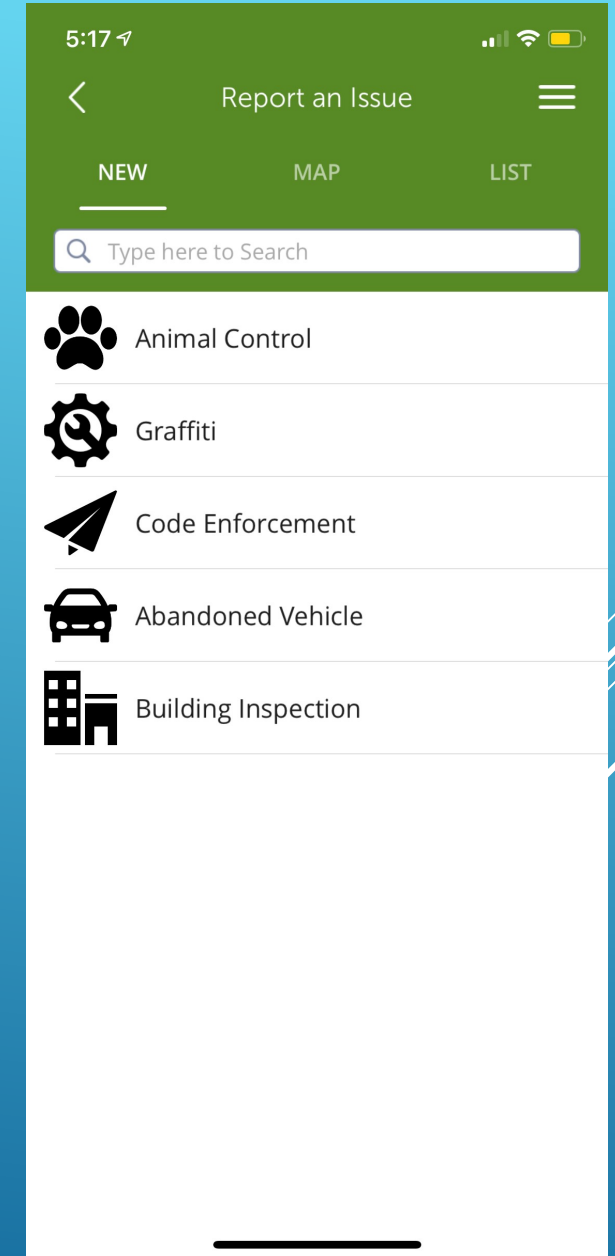 5:17
Report an Issue
NEW MAP LIST
Type here to Search
Animal Control
Graffiti
Code Enforcement
Abandoned Vehicle
Building Inspection